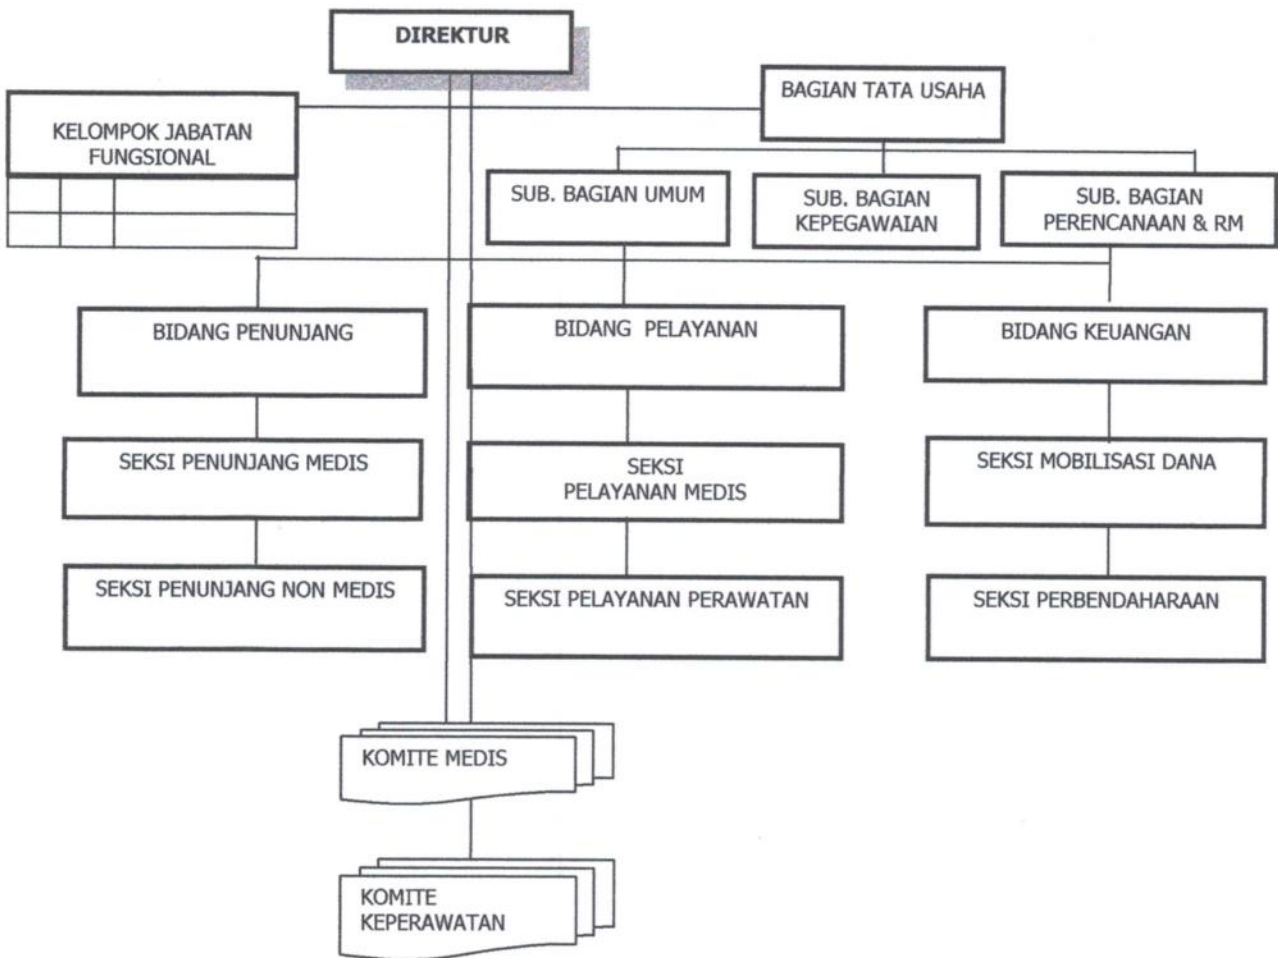 DIREKTUR
BAGIAN TATA USAHA
KELOMPOK JABATAN
FUNGSIONAL
SUB. BAGIAN UMUM
SUB. BAGIAN
KEPEGAWAIAN
SUB. BAGIAN
PERENCANAAN & RM
BIDANG PENUNJANG
BIDANG PELAYANAN
BIDANG KEUANGAN
SEKSI PENUNJANG MEDIS
SEKSI
PELAYANAN MEDIS
SEKSI MOBILISASI DANA
SEKSI PENUNJANG NON MEDIS
SEKSI PELAYANAN PERAWATAN
SEKSI PERBENDAHARAAN
KOMITE MEDIS
KOMITE
KEPERAWATAN